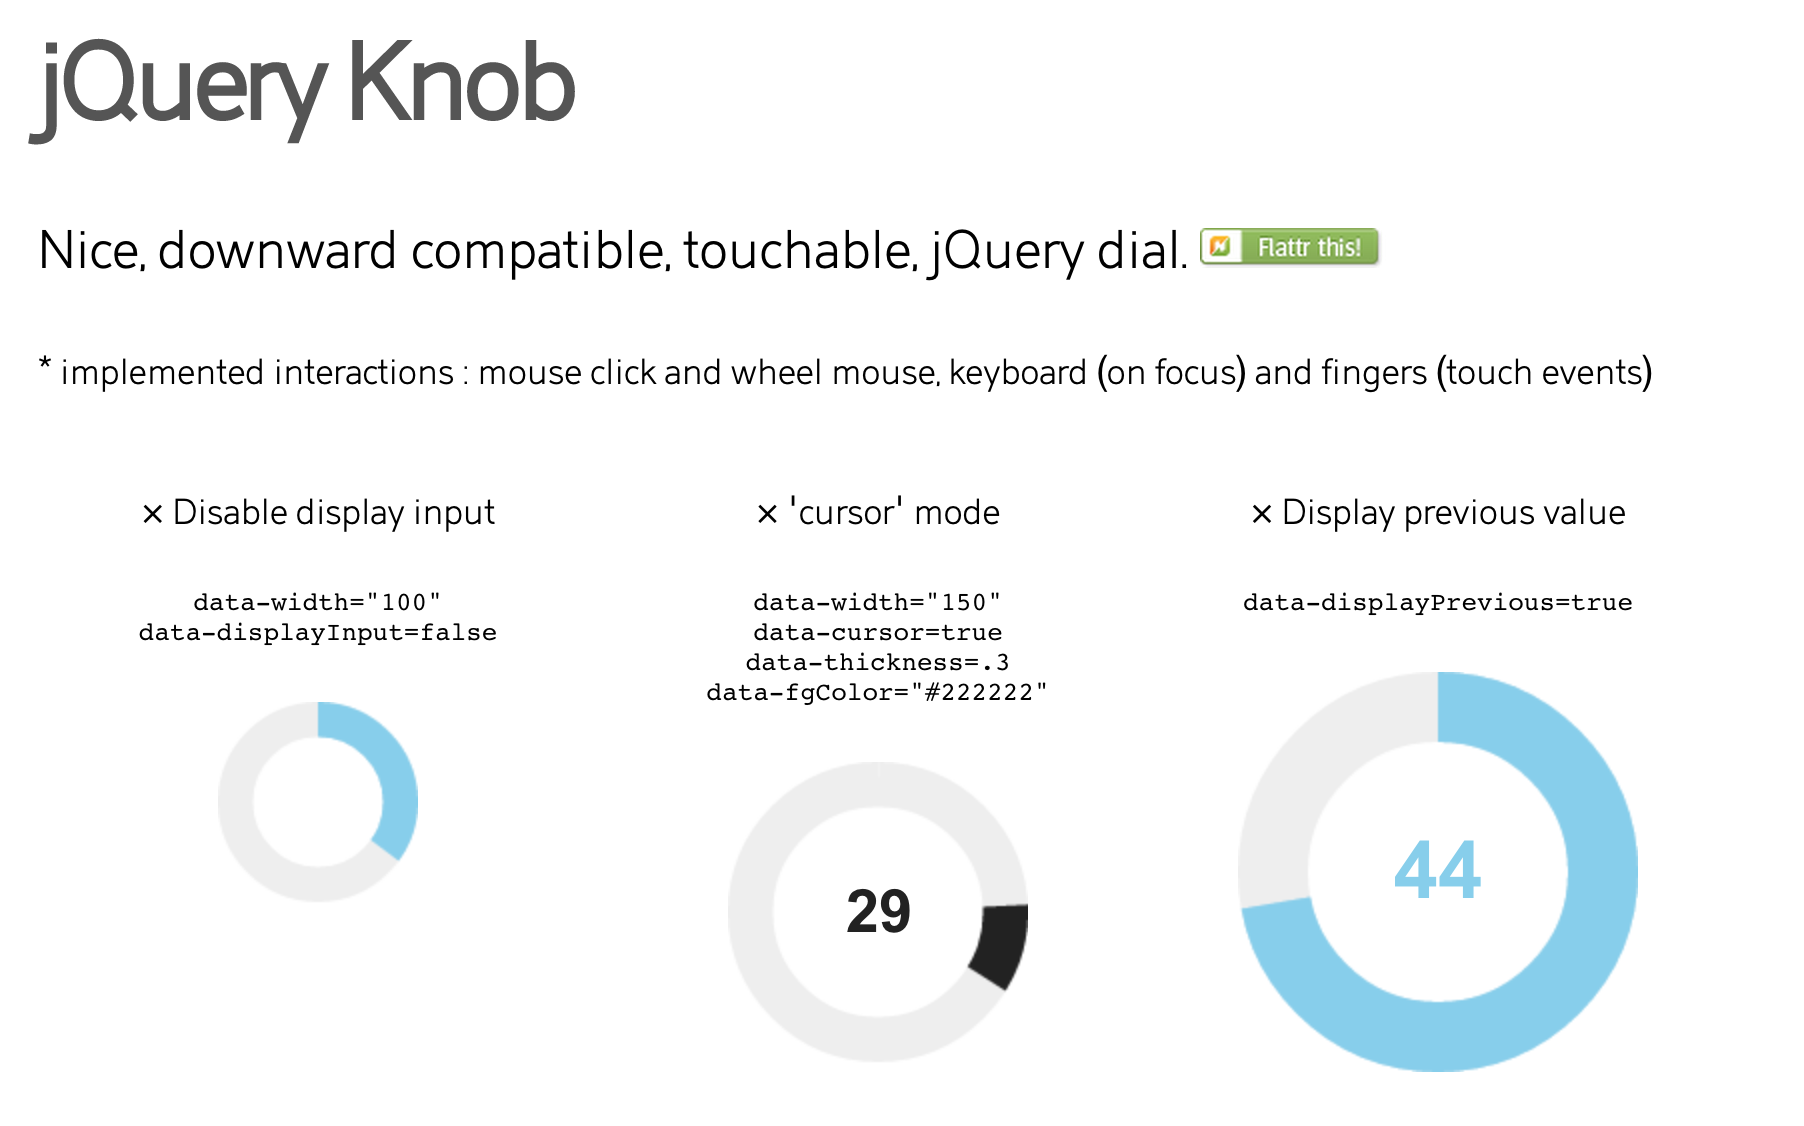 jQuery Knob
Nice, downward compatible, touchable, jQuery dial. Flattr this!
* implemented interactions : mouse click and wheel mouse, keyboard (on focus) and fingers (touch events)
× Disable display input
data-width="100"
data-displayInput=false
× 'cursor' mode
data-width="150"
data-cursor=true
data-thickness=.3
data-fgColor="#222222"
29
× Display previous value
data-displayPrevious=true
44